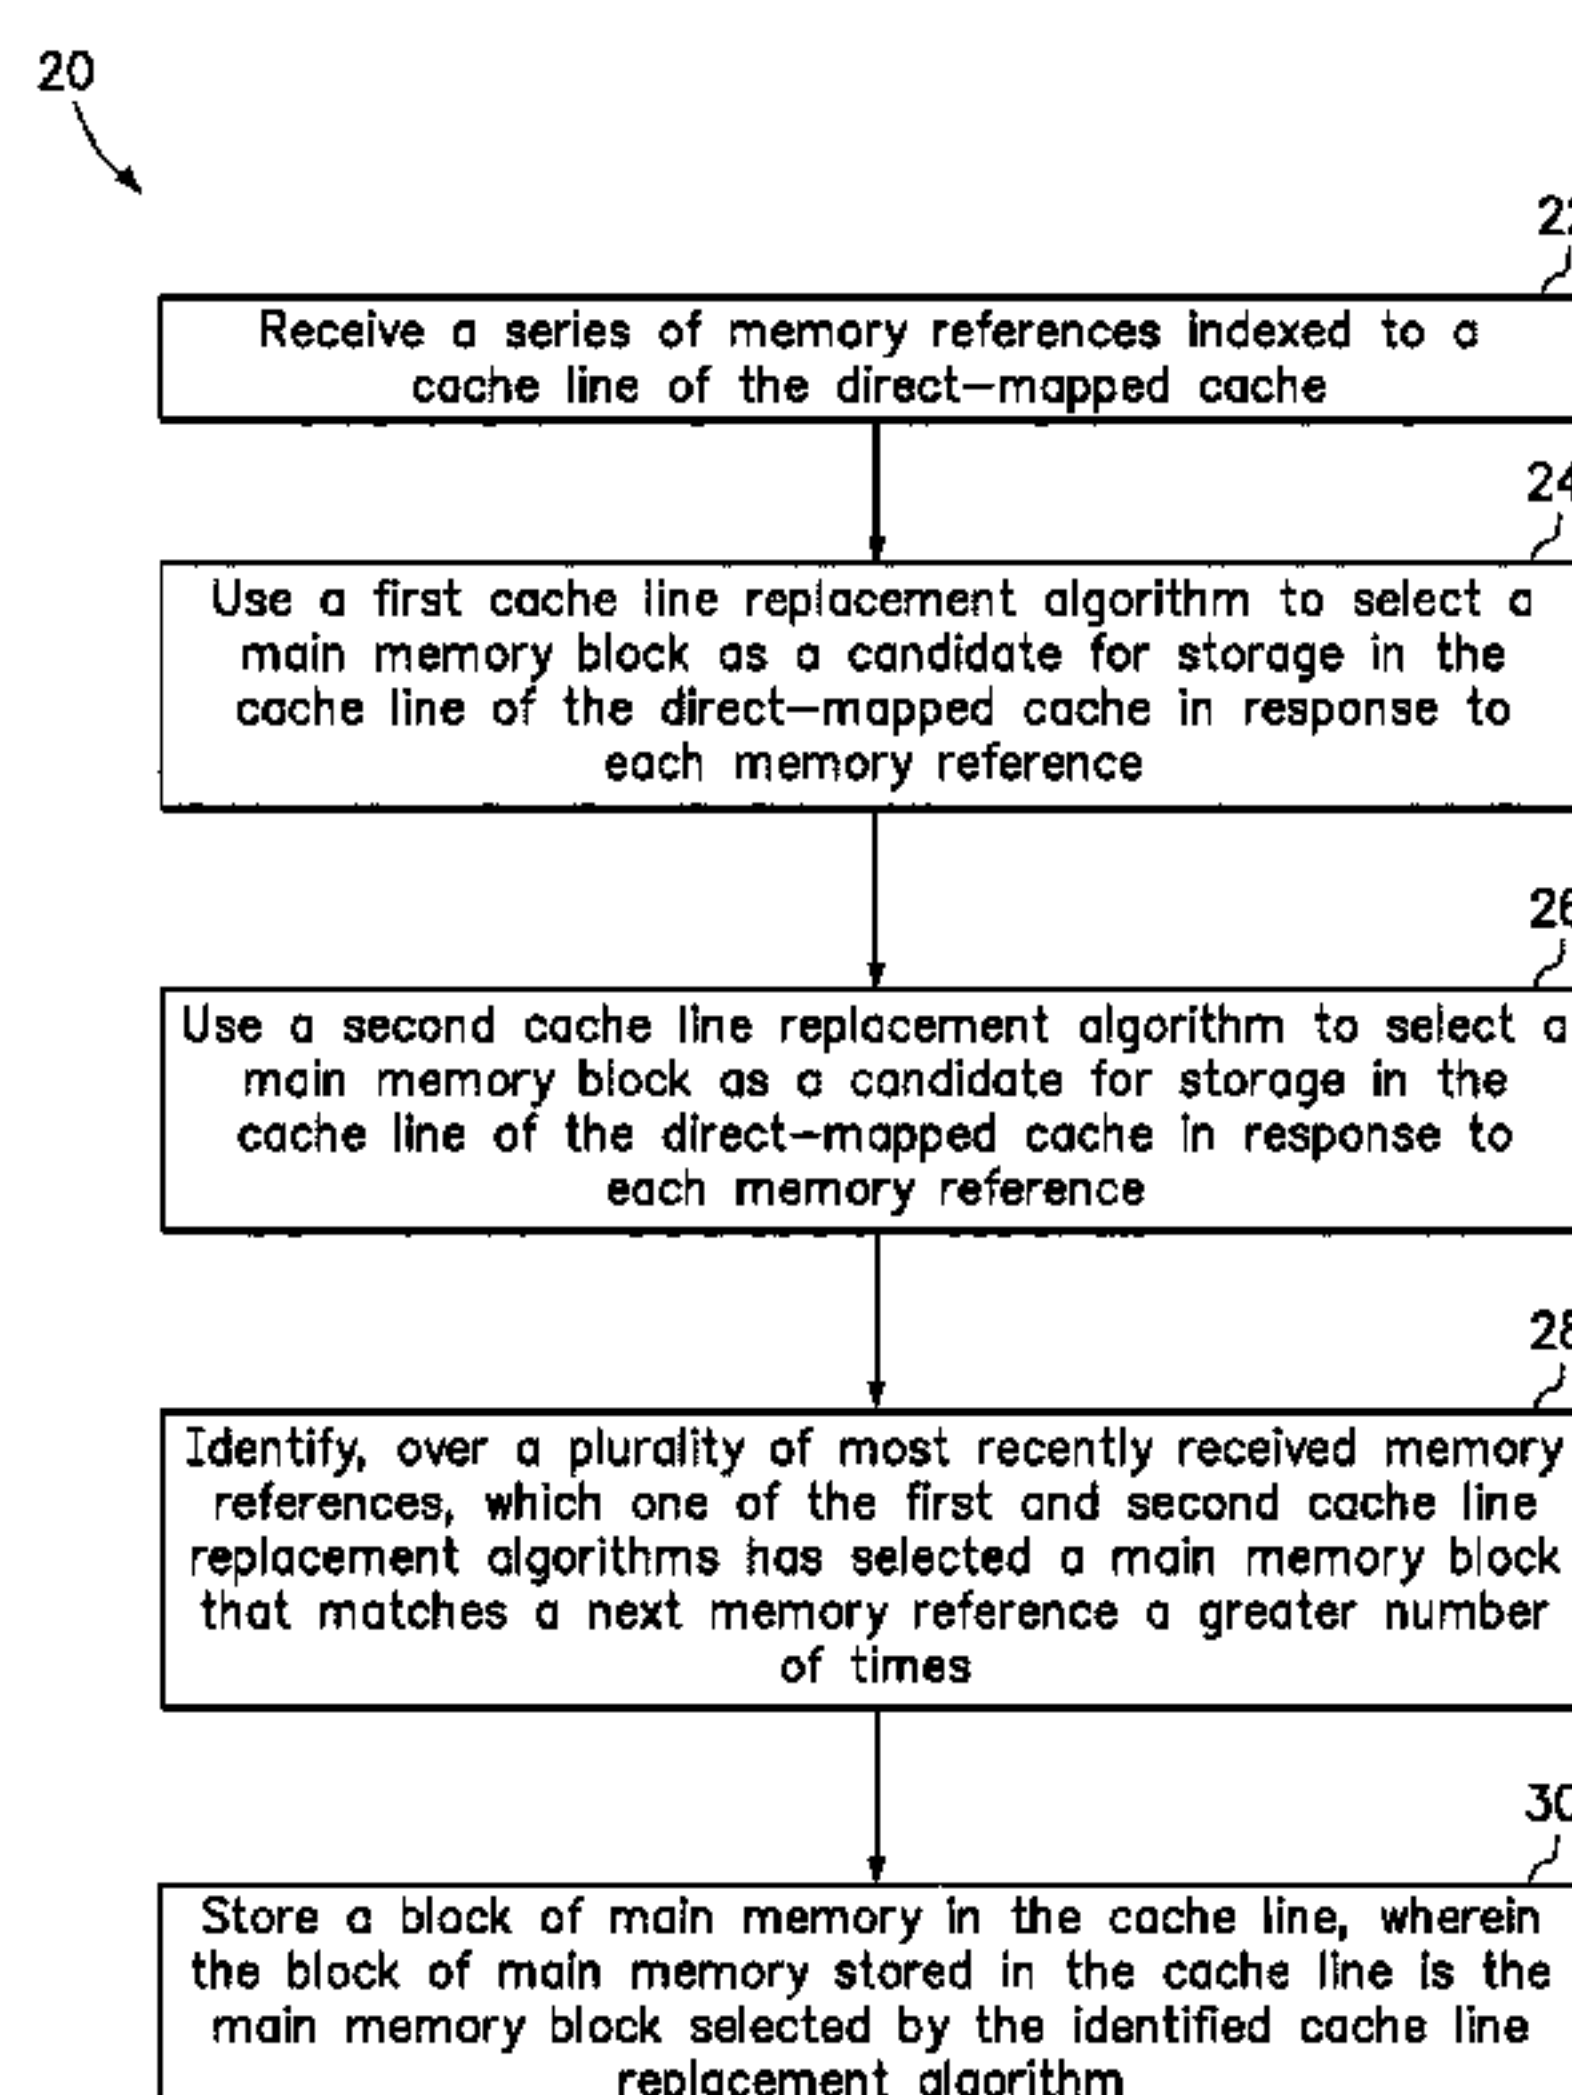 20
22
Receive a series of memory references indexed to a
cache line of the direct-mapped cache
24
Use a first cache line replacement algorithm to select a
main memory block as a candidate for storage in the
cache line of the direct-mapped cache in response to
each memory reference
26
Use a second cache line replacement algorithm to select a
main memory block as a candidate for storage in the
cache line of the direct-mapped cache in response to
each memory reference
28
Identify, over a plurality of most recently received memory
references, which one of the first and second cache line
replacement algorithms has selected a main memory block
that matches a next memory reference a greater number
of times
30
Store a block of main memory in the cache line, wherein
the block of main memory stored in the cache line is the
main memory block selected by the identified cache line
replacement algorithm